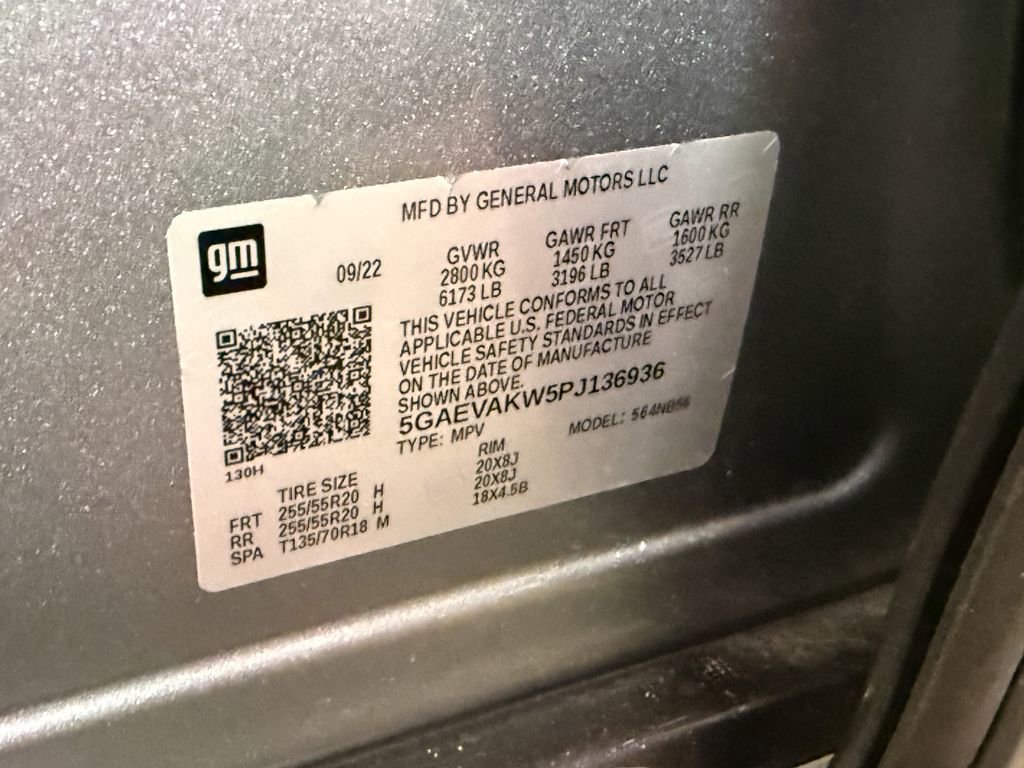 gm
MFD BY GENERAL MOTORS LLC
09/22
GVWR
2800 KG
6173 LB
GAWR FRT
1450 KG
3196 LB
GAWR RR
1600 KG
3527 LB
THIS VEHICLE CONFORMS TO ALL
APPLICABLE U.S. FEDERAL MOTOR
VEHICLE SAFETY STANDARDS IN EFFECT
ON THE DATE OF MANUFACTURE
SHOWN ABOVE.
5GAEVAKW5PJ136936
TYPE: MPV MODEL: 564NB56
130H
TIRE SIZE RIM
FRT 255/55R20 H 20X8J
RR 255/55R20 H 20X8J
SPA T135/70R18 M 18X4.5B